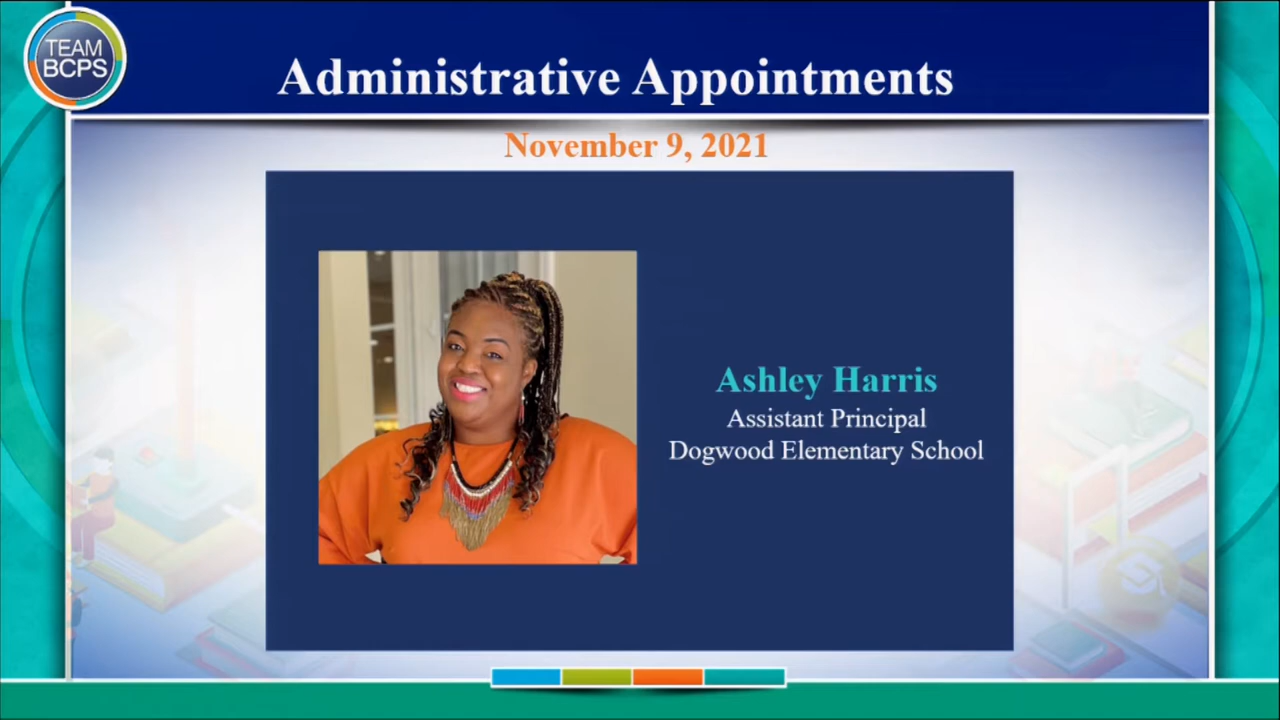 TEAM
BCPS
Administrative Appointments
November 9, 2021
Ashley Harris
Assistant Principal
Dogwood Elementary School